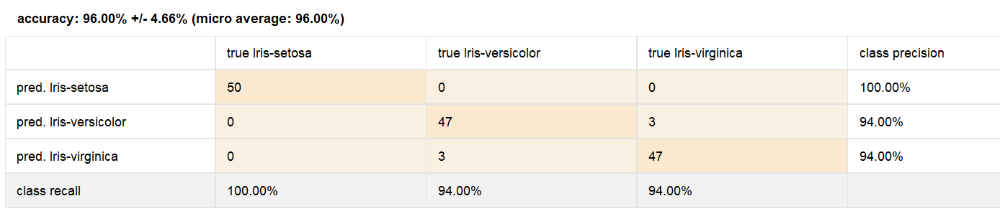 accuracy: 96.00% +/- 4.66% (micro average: 96.00%)
true Iris-setosa true Iris-versicolor true Iris-virginica class precision
pred. Iris-setosa 50 0 0 100.00%
pred. Iris-versicolor 0 47 3 94.00%
pred. Iris-virginica 0 3 47 94.00%
class recall 100.00% 94.00% 94.00%